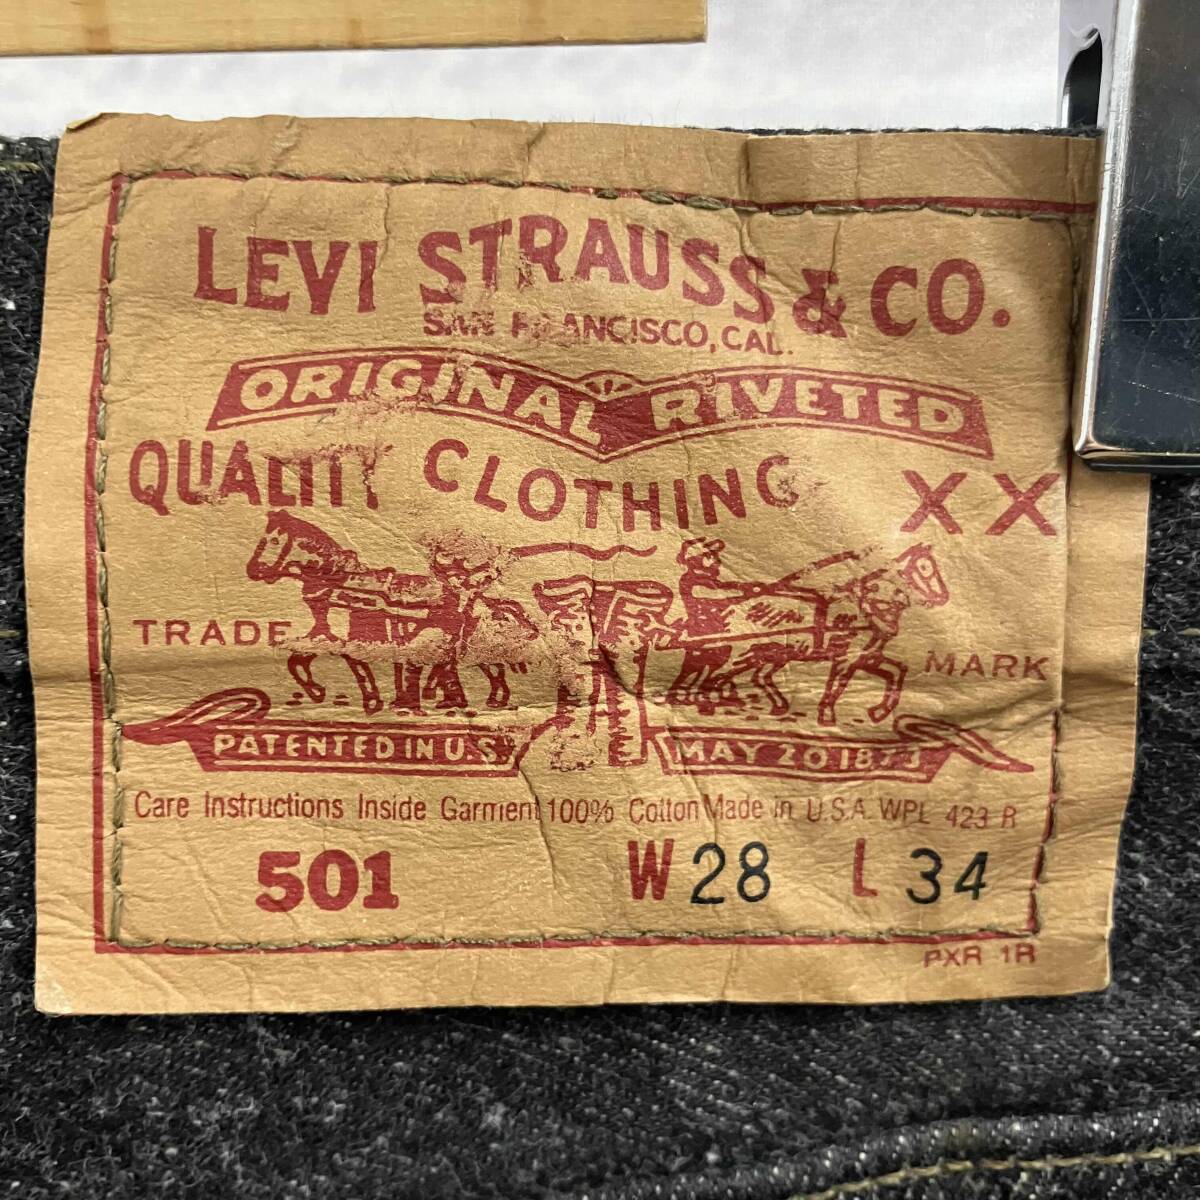 LEVI STRAUSS & CO.
SAN FRANCISCO, CAL.
ORIGINAL RIVETED
QUALITY CLOTHING XX
TRADE MARK
PATENTED IN U.S. MAY 20 1873
Care Instructions Inside Garment 100% Cotton Made in U.S.A. WPL 423 R
501 W 28 L 34
PXR 1R